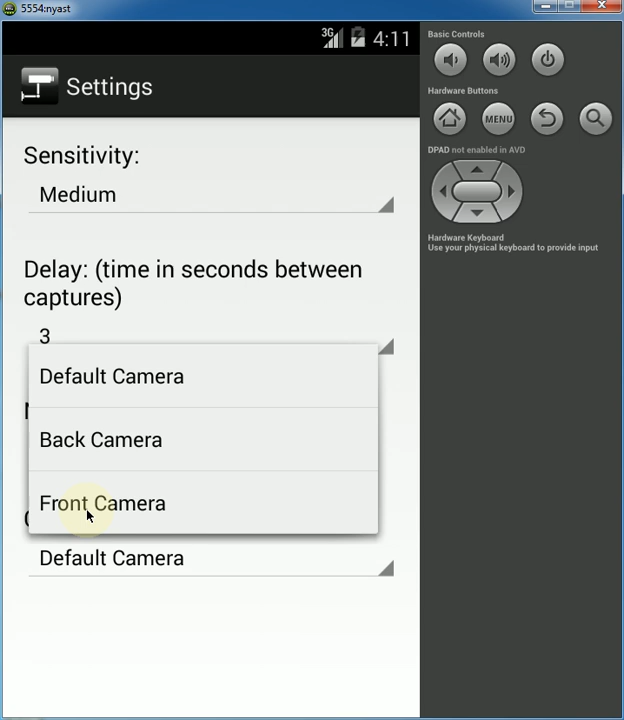 5554:nyast
3G 4:11
Settings
Sensitivity:
Medium
Delay: (time in seconds between
captures)
3
Default Camera
Back Camera
Front Camera
Default Camera
Basic Controls
Hardware Buttons
MENU
DPAD not enabled in AVD
Hardware Keyboard
Use your physical keyboard to provide input